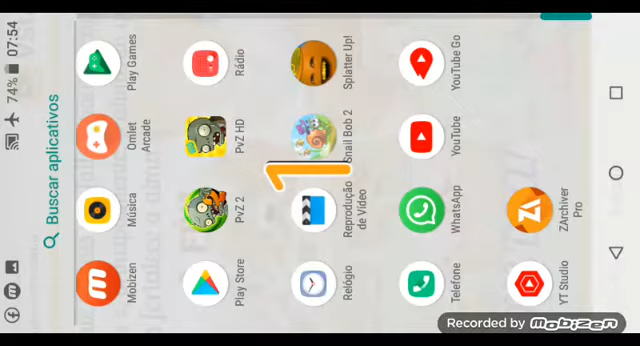 74% 07:54
Buscar aplicativos
Mobizen
Música
Omlet
Arcade
Play Games
Play Store
PvZ 2
PvZ HD
Rádio
Relógio
Reprodução
de Vídeo
Snail Bob 2
Splatter Up!
Telefone
WhatsApp
YouTube
YouTube Go
YT Studio
ZArchiver
Pro
1
Recorded by Mobizen